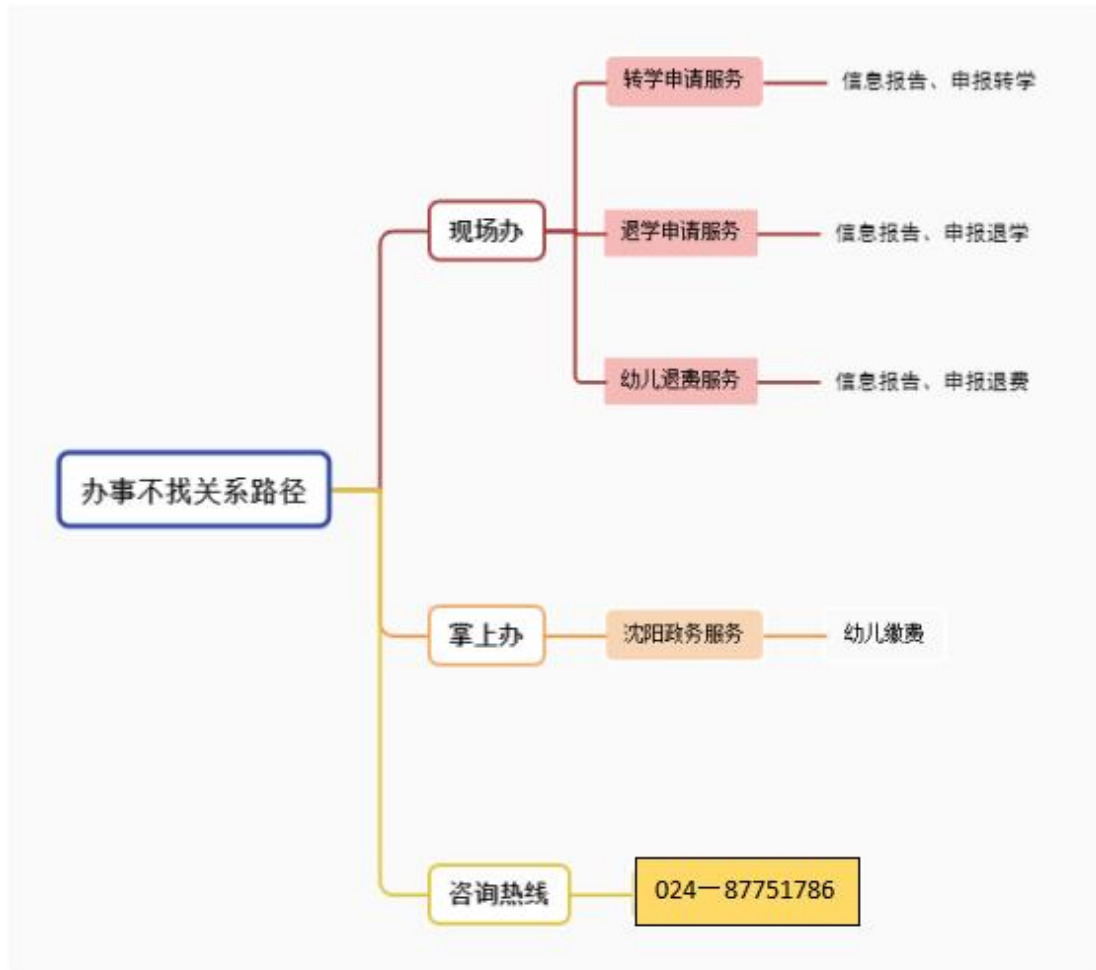 转学申请服务
信息报告、申报转学
现场办
退学申请服务
信息报告、申报退学
幼儿退费服务
信息报告、申报退费
办事不找关系路径
掌上办
沈阳政务服务
幼儿缴费
咨询热线
024一87751786